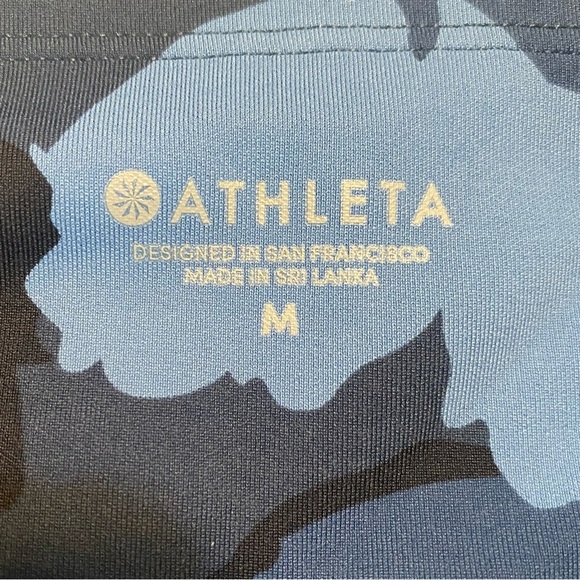 ATHLETA
DESIGNED IN SAN FRANCISCO
MADE IN SRI LANKA
M